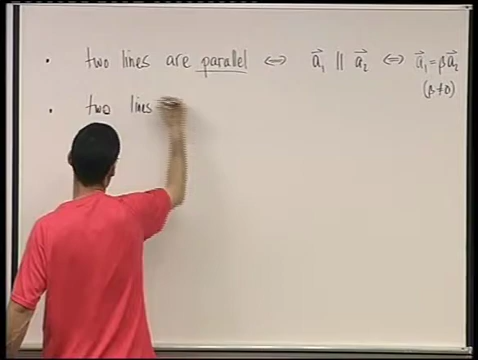 • two lines are parallel ⇔ a⃗₁ ∥ a⃗₂ ⇔ a⃗₁ = βa⃗₂
(β ≠ 0)
• two lines